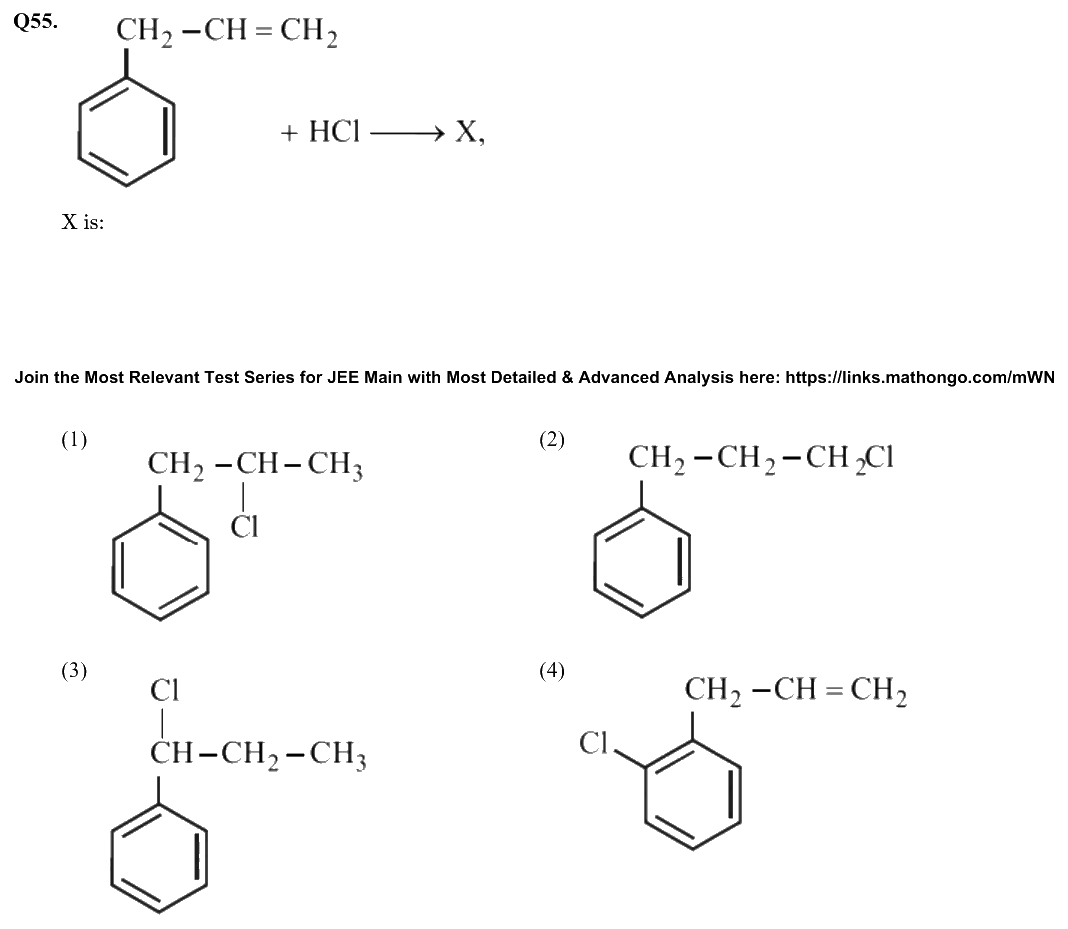 Q55.
CH₂ – CH = CH₂
+ HCl ⟶ X,
X is:
Join the Most Relevant Test Series for JEE Main with Most Detailed & Advanced Analysis here: https://links.mathongo.com/mWN
(1)
CH₂ – CH – CH₃
Cl
(2)
CH₂ – CH₂ – CH₂Cl
(3)
Cl
CH – CH₂ – CH₃
(4)
CH₂ – CH = CH₂
Cl